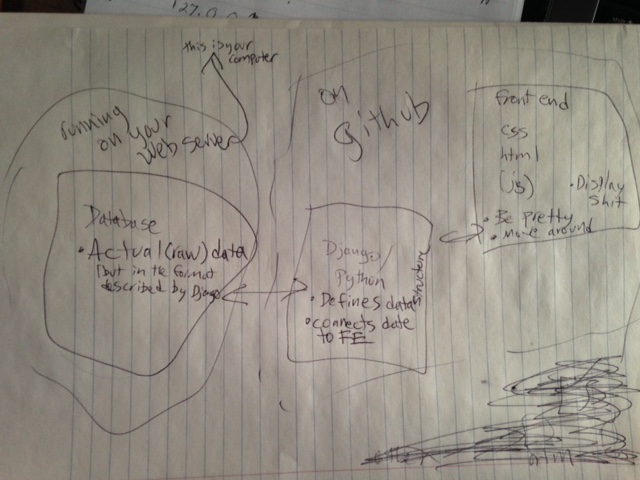 this is your
computer
running
on your
Web server
Database
• Actual (raw) data
(but in the format
described by Django
on
github
Django/
Python
• Defines data structure
• connects data
to FE
front end
css
html
(js)
• Display
shit
• Be pretty
• move around
127.0.